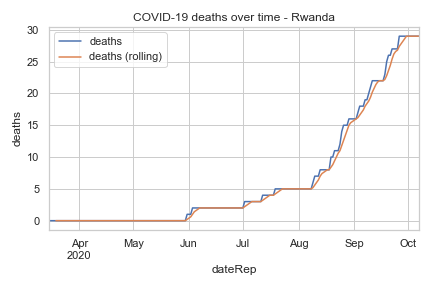 COVID-19 deaths over time - Rwanda
deaths
deaths (rolling)
30
25
20
15
10
5
0
deaths
Apr
2020
May
Jun
Jul
Aug
Sep
Oct
dateRep